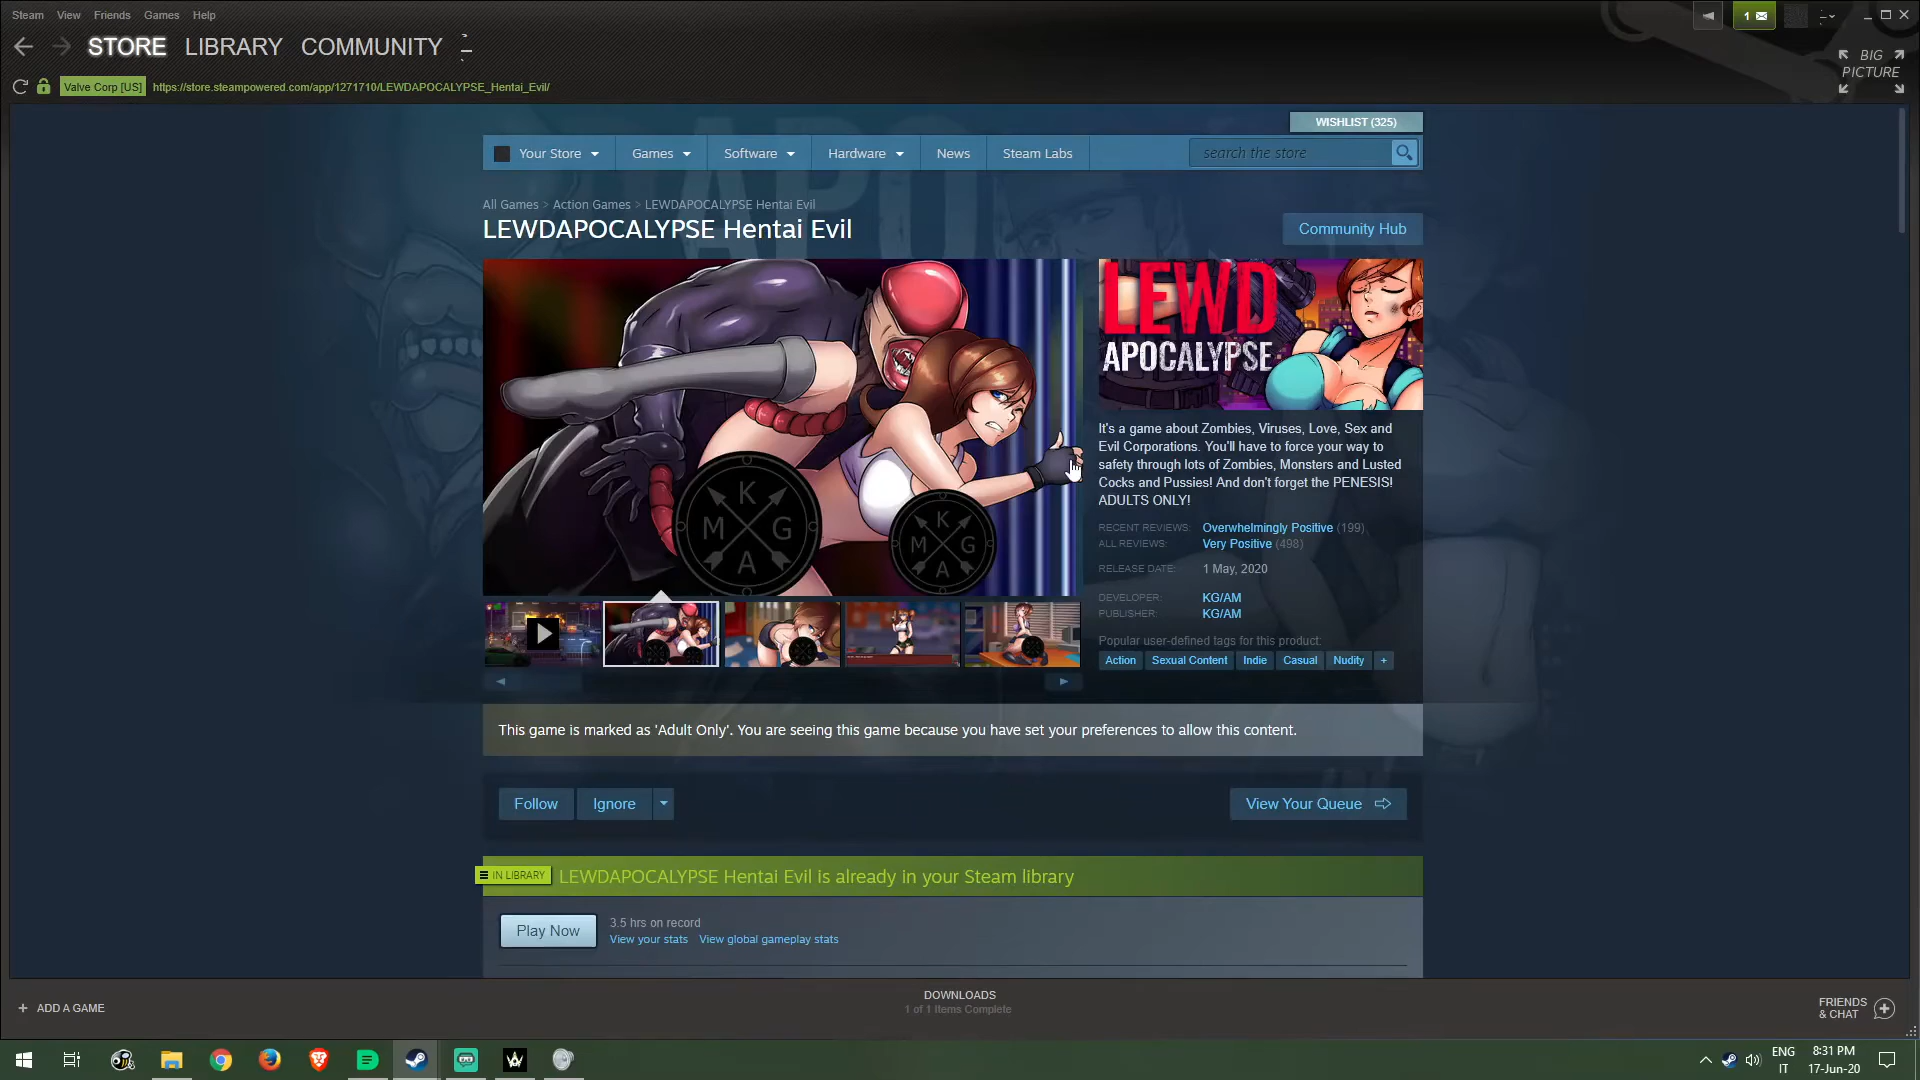 Steam View Friends Games Help
1
STORE LIBRARY COMMUNITY
BIG PICTURE
Valve Corp [US] https://store.steampowered.com/app/1271710/LEWDAPOCALYPSE_Hentai_Evil/
WISHLIST (325)
Your Store Games Software Hardware News Steam Labs search the store
All Games > Action Games > LEWDAPOCALYPSE Hentai Evil
LEWDAPOCALYPSE Hentai Evil
Community Hub
LEWD
APOCALYPSE
K
M G
A
K
M G
A
It's a game about Zombies, Viruses, Love, Sex and
Evil Corporations. You'll have to force your way to
safety through lots of Zombies, Monsters and Lusted
Cocks and Pussies! And don't forget the PENESIS!
ADULTS ONLY!
RECENT REVIEWS: Overwhelmingly Positive (199)
ALL REVIEWS: Very Positive (498)
RELEASE DATE: 1 May, 2020
DEVELOPER: KG/AM
PUBLISHER: KG/AM
Popular user-defined tags for this product:
Action Sexual Content Indie Casual Nudity +
This game is marked as 'Adult Only'. You are seeing this game because you have set your preferences to allow this content.
Follow Ignore View Your Queue
IN LIBRARY LEWDAPOCALYPSE Hentai Evil is already in your Steam library
Play Now
3.5 hrs on record
View your stats View global gameplay stats
+ ADD A GAME
DOWNLOADS
1 of 1 Items Complete
FRIENDS
& CHAT
ENG
IT
8:31 PM
17-Jun-20